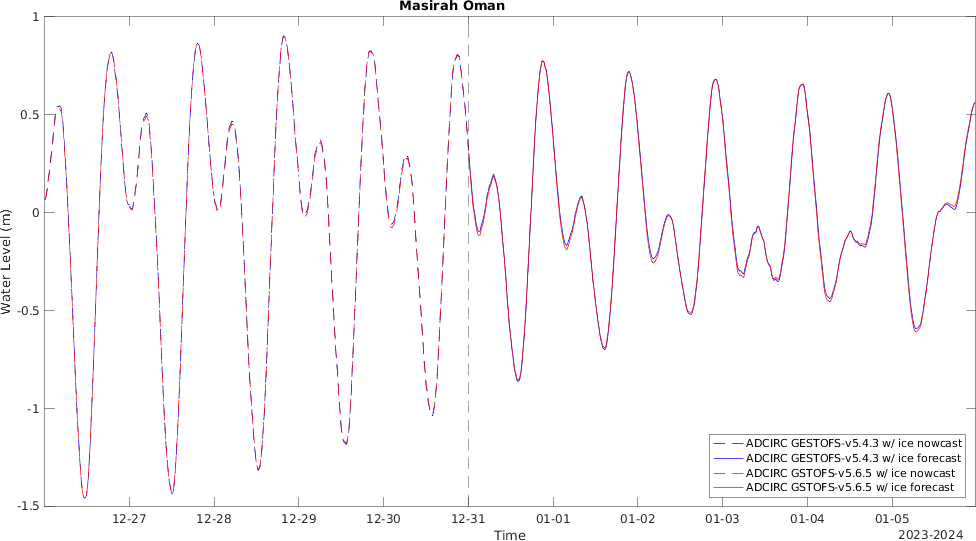 Masirah Oman
1
0.5
0
-0.5
-1
-1.5
Water Level (m)
12-27 12-28 12-29 12-30 12-31 01-01 01-02 01-03 01-04 01-05
Time
2023-2024
ADCIRC GESTOFS-v5.4.3 w/ ice nowcast
ADCIRC GESTOFS-v5.4.3 w/ ice forecast
ADCIRC GSTOFS-v5.6.5 w/ ice nowcast
ADCIRC GSTOFS-v5.6.5 w/ ice forecast